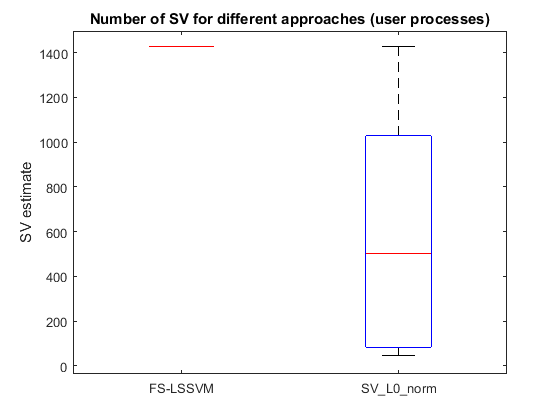 Number of SV for different approaches (user processes)
SV estimate
1400
1200
1000
800
600
400
200
0
FS-LSSVM
SV_L0_norm